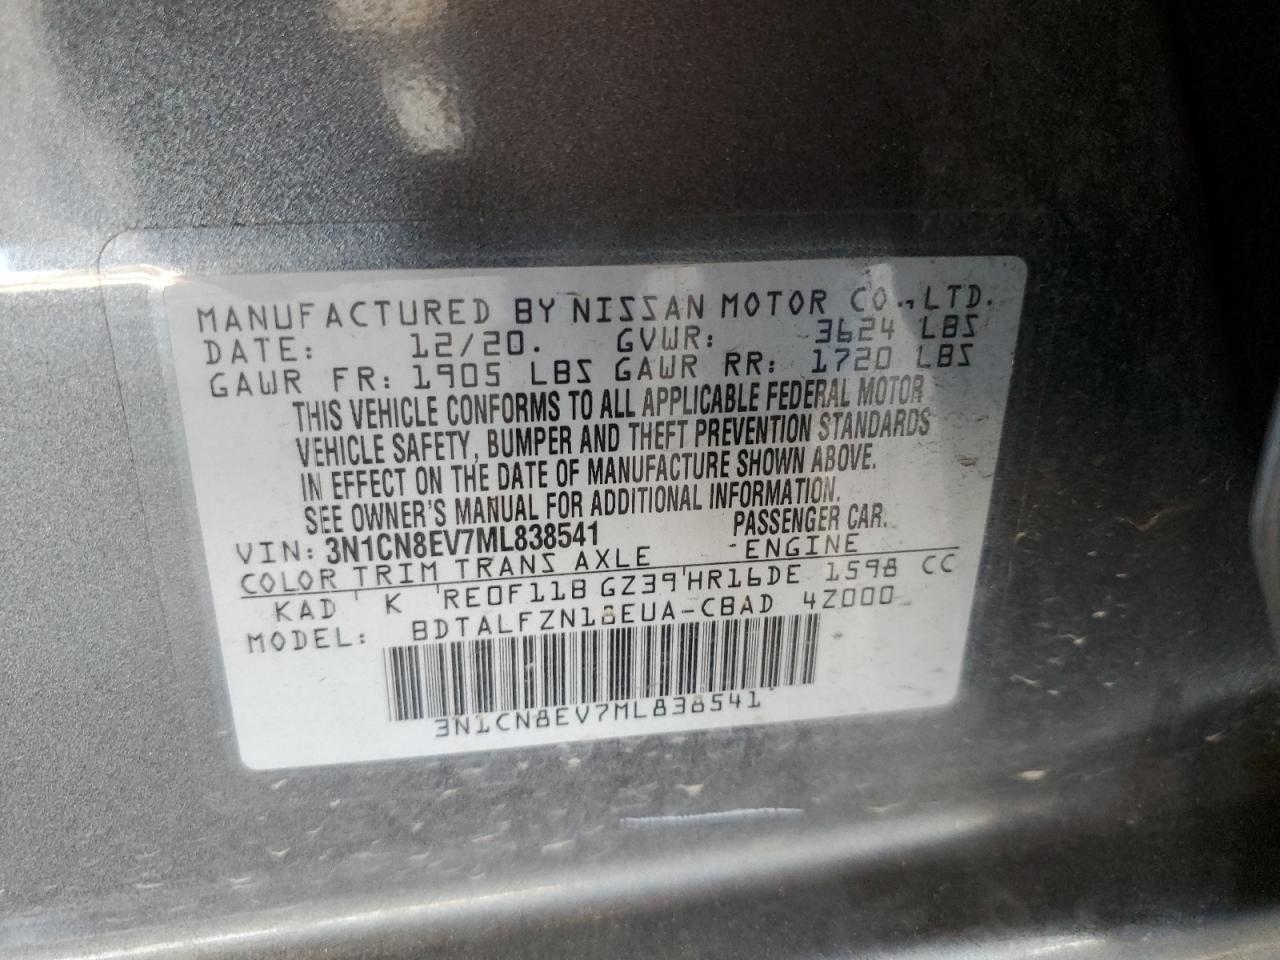 MANUFACTURED BY NISSAN MOTOR CO.,LTD.
DATE: 12/20. GVWR: 3624 LBS
GAWR FR: 1905 LBS GAWR RR: 1720 LBS
THIS VEHICLE CONFORMS TO ALL APPLICABLE FEDERAL MOTOR
VEHICLE SAFETY, BUMPER AND THEFT PREVENTION STANDARDS
IN EFFECT ON THE DATE OF MANUFACTURE SHOWN ABOVE.
SEE OWNER'S MANUAL FOR ADDITIONAL INFORMATION.
VIN: 3N1CN8EV7ML838541 PASSENGER CAR.
COLOR TRIM TRANS AXLE ENGINE
KAD K RE0F11B GZ39 HR16DE 1598 CC
MODEL: BDTALFZN18EUA-CBAD 4Z000
3N1CN8EV7ML838541